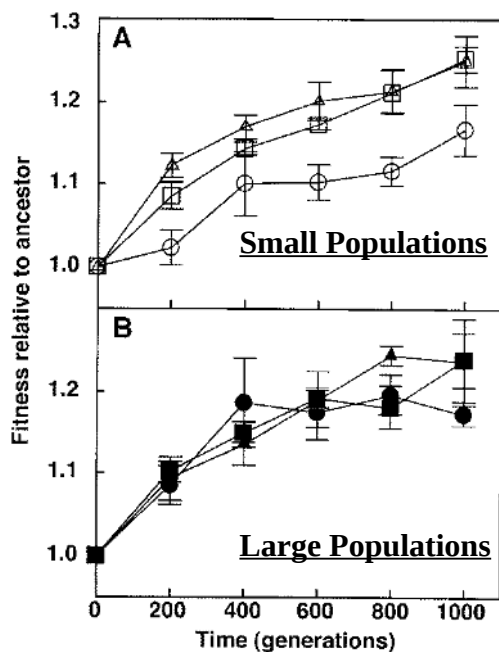 1.3
A
1.2
1.1
1.0
Small Populations
Fitness relative to ancestor
B
1.2
1.1
1.0
Large Populations
0 200 400 600 800 1000
Time (generations)